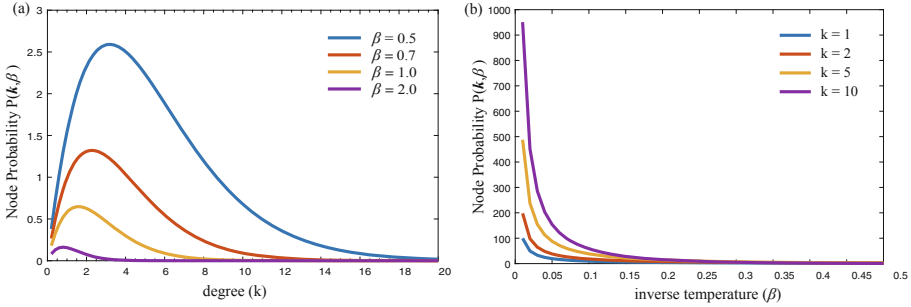 (a)
Node Probability P(k,β)
3
2.5
2
1.5
1
0.5
0
0 2 4 6 8 10 12 14 16 18 20
degree (k)
β = 0.5
β = 0.7
β = 1.0
β = 2.0
(b)
Node Probability P(k,β)
1000
900
800
700
600
500
400
300
200
100
0 0.05 0.1 0.15 0.2 0.25 0.3 0.35 0.4 0.45 0.5
inverse temperature (β)
k = 1
k = 2
k = 5
k = 10